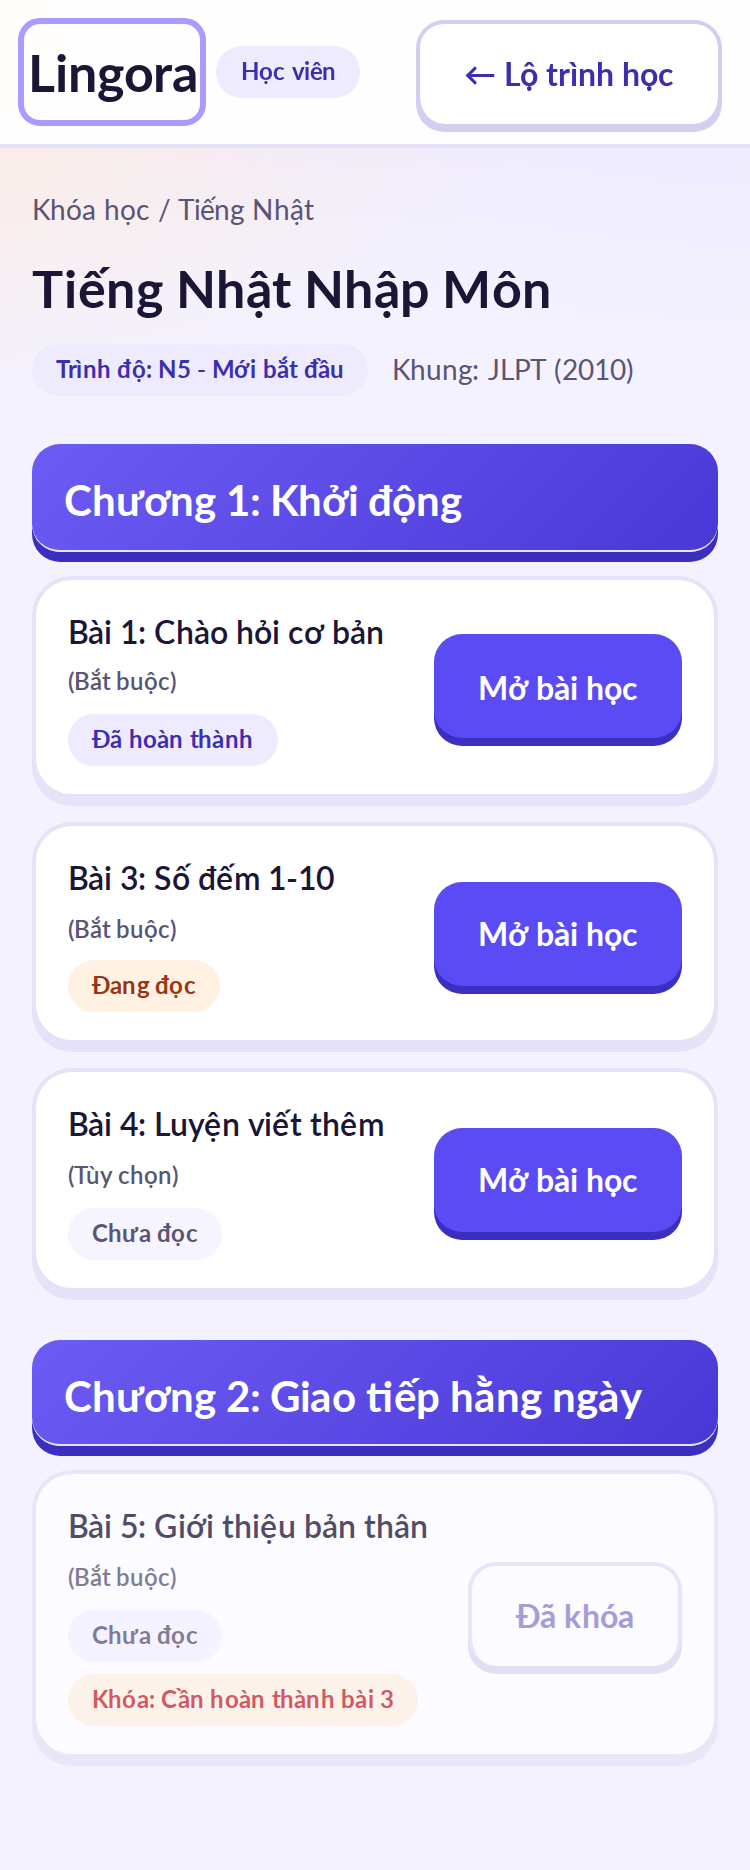 Lingora
Học viên
← Lộ trình học
Khóa học / Tiếng Nhật
Tiếng Nhật Nhập Môn
Trình độ: N5 - Mới bắt đầu
Khung: JLPT (2010)
Chương 1: Khởi động
Bài 1: Chào hỏi cơ bản
(Bắt buộc)
Đã hoàn thành
Mở bài học
Bài 3: Số đếm 1-10
(Bắt buộc)
Đang đọc
Mở bài học
Bài 4: Luyện viết thêm
(Tùy chọn)
Chưa đọc
Mở bài học
Chương 2: Giao tiếp hằng ngày
Bài 5: Giới thiệu bản thân
(Bắt buộc)
Chưa đọc
Khóa: Cần hoàn thành bài 3
Đã khóa